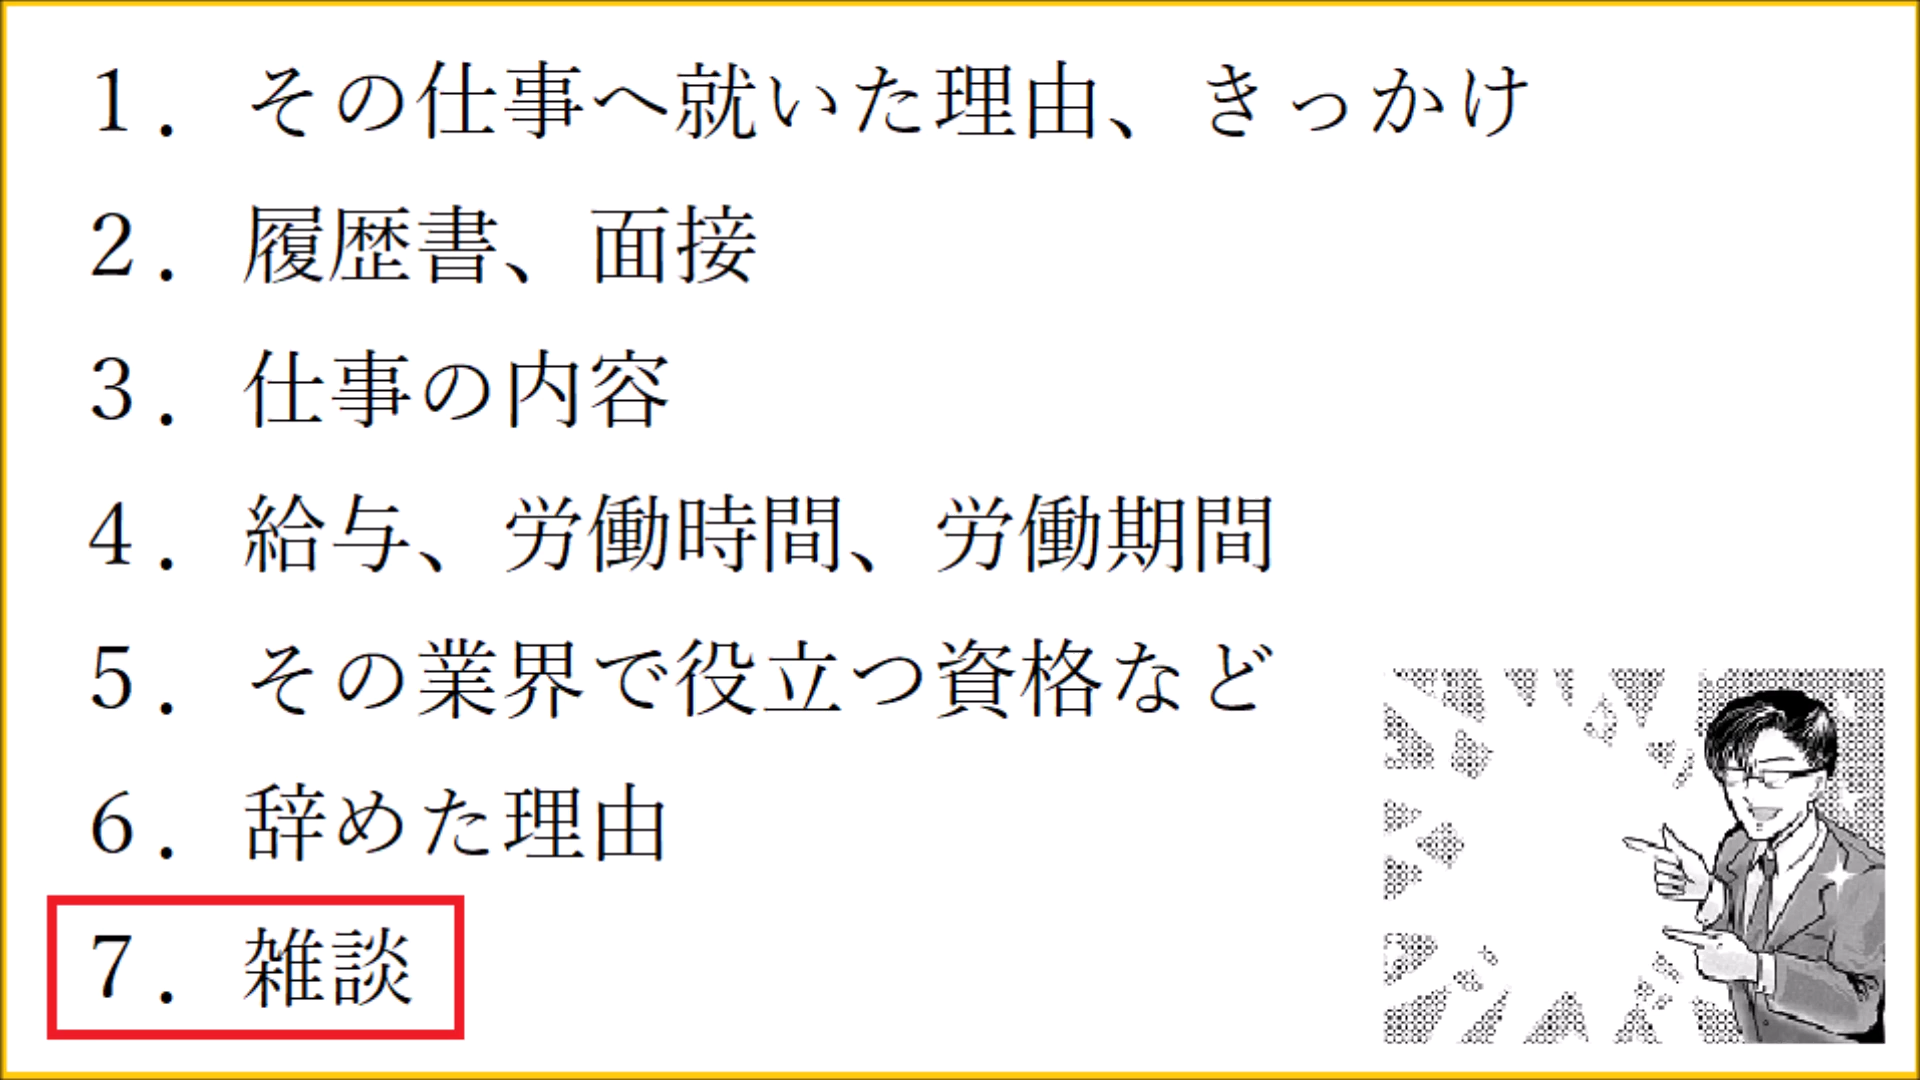 １．その仕事へ就いた理由、きっかけ
２．履歴書、面接
３．仕事の内容
４．給与、労働時間、労働期間
５．その業界で役立つ資格など
６．辞めた理由
７．雑談